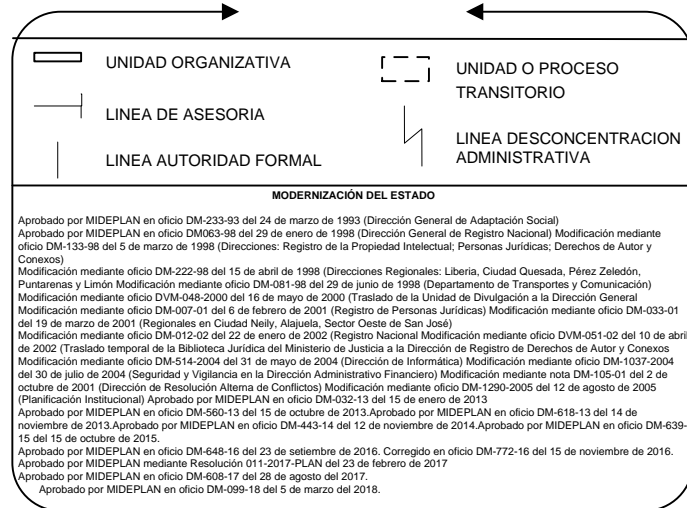 UNIDAD ORGANIZATIVA
UNIDAD O PROCESO
TRANSITORIO
LINEA DE ASESORIA
LINEA DESCONCENTRACION
ADMINISTRATIVA
LINEA AUTORIDAD FORMAL
MODERNIZACIÓN DEL ESTADO
Aprobado por MIDEPLAN en oficio DM-233-93 del 24 de marzo de 1993 (Dirección General de Adaptación Social)
Aprobado por MIDEPLAN en oficio DM063-98 del 29 de enero de 1998 (Dirección General de Registro Nacional) Modificación mediante
oficio DM-133-98 del 5 de marzo de 1998 (Direcciones: Registro de la Propiedad Intelectual; Personas Jurídicas; Derechos de Autor y
Conexos)
Modificación mediante oficio DM-222-98 del 15 de abril de 1998 (Direcciones Regionales: Liberia, Ciudad Quesada, Pérez Zeledón,
Puntarenas y Limón Modificación mediante oficio DM-081-98 del 29 de junio de 1998 (Departamento de Transportes y Comunicación)
Modificación mediante oficio DVM-048-2000 del 16 de mayo de 2000 (Traslado de la Unidad de Divulgación a la Dirección General
Modificación mediante oficio DM-007-01 del 6 de febrero de 2001 (Registro de Personas Jurídicas) Modificación mediante oficio DM-033-01
del 19 de marzo de 2001 (Regionales en Ciudad Neily, Alajuela, Sector Oeste de San José)
Modificación mediante oficio DM-012-02 del 22 de enero de 2002 (Registro Nacional Modificación mediante oficio DVM-051-02 del 10 de abril
de 2002 (Traslado temporal de la Biblioteca Jurídica del Ministerio de Justicia a la Dirección de Registro de Derechos de Autor y Conexos
Modificación mediante oficio DM-514-2004 del 31 de mayo de 2004 (Dirección de Informática) Modificación mediante oficio DM-1037-2004
del 30 de julio de 2004 (Seguridad y Vigilancia en la Dirección Administrativo Financiero) Modificación mediante nota DM-105-01 del 2 de
octubre de 2001 (Dirección de Resolución Alterna de Conflictos) Modificación mediante oficio DM-1290-2005 del 12 de agosto de 2005
(Planificación Institucional) Aprobado por MIDEPLAN en oficio DM-032-13 del 15 de enero de 2013
Aprobado por MIDEPLAN en oficio DM-560-13 del 15 de octubre de 2013.Aprobado por MIDEPLAN en oficio DM-618-13 del 14 de
noviembre de 2013.Aprobado por MIDEPLAN en oficio DM-443-14 del 12 de noviembre de 2014.Aprobado por MIDEPLAN en oficio DM-639-
15 del 15 de octubre de 2015.
Aprobado por MIDEPLAN en oficio DM-648-16 del 23 de setiembre de 2016. Corregido en oficio DM-772-16 del 15 de noviembre de 2016.
Aprobado por MIDEPLAN mediante Resolución 011-2017-PLAN del 23 de febrero de 2017
Aprobado por MIDEPLAN en oficio DM-608-17 del 28 de agosto del 2017.
Aprobado por MIDEPLAN en oficio DM-099-18 del 5 de marzo del 2018.